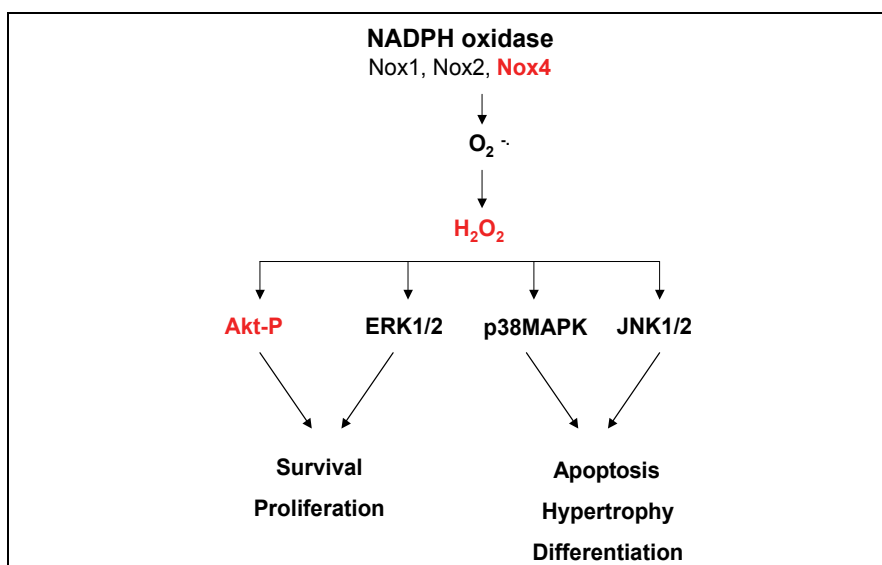 NADPH oxidase
Nox1, Nox2, Nox4
O₂ ⁻·
H₂O₂
Akt-P ERK1/2 p38MAPK JNK1/2
Survival Apoptosis
Proliferation Hypertrophy
Differentiation